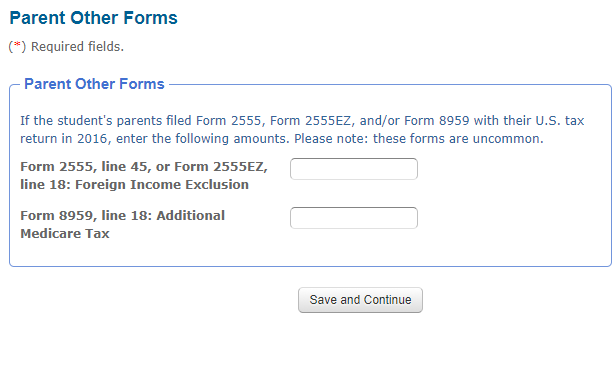 Parent Other Forms
(*) Required fields.
Parent Other Forms
If the student's parents filed Form 2555, Form 2555EZ, and/or Form 8959 with their U.S. tax
return in 2016, enter the following amounts. Please note: these forms are uncommon.
Form 2555, line 45, or Form 2555EZ,
line 18: Foreign Income Exclusion
Form 8959, line 18: Additional
Medicare Tax
Save and Continue